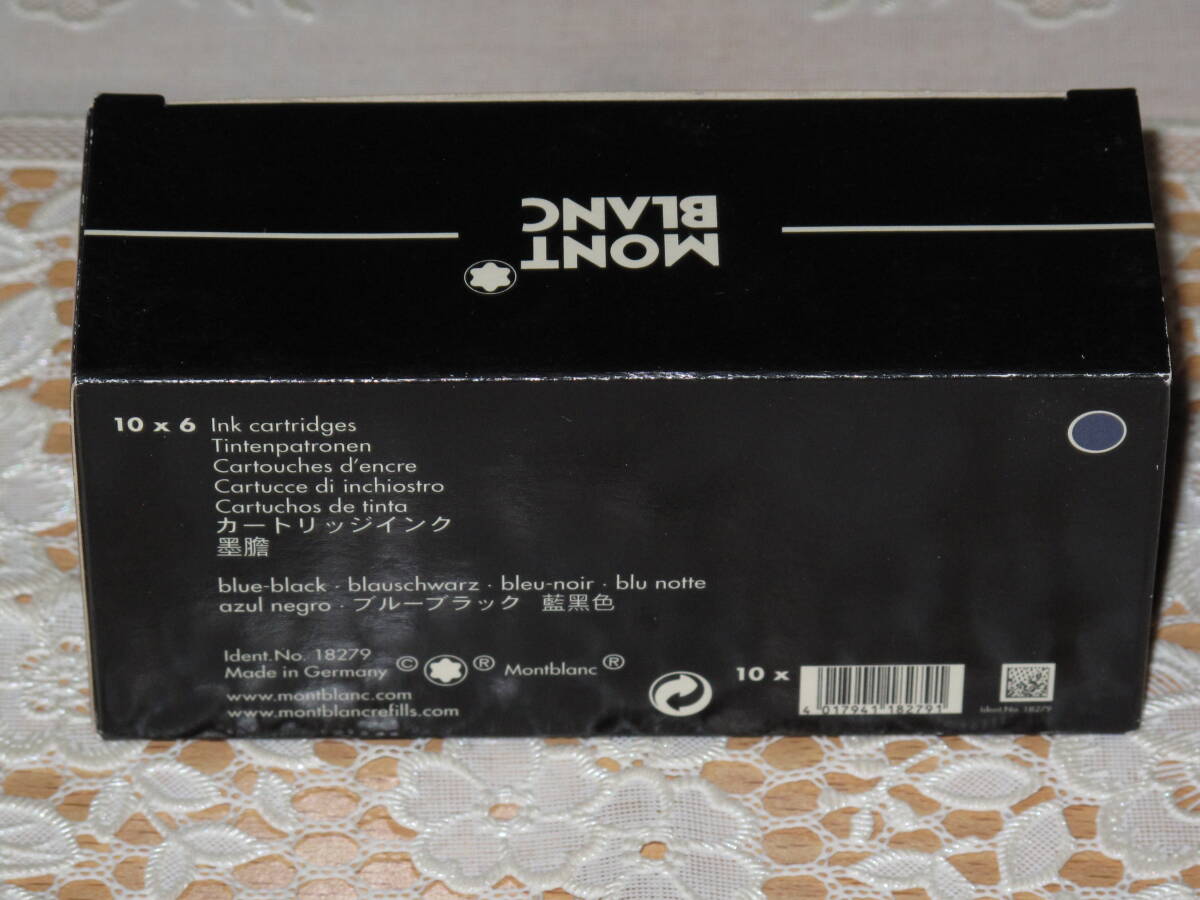 MONT
BLANC
10 x 6 Ink cartridges
Tintenpatronen
Cartouches d'encre
Cartucce di inchiostro
Cartuchos de tinta
カートリッジインク
墨膽
blue-black · blauschwarz · bleu-noir · blu notte
azul negro · ブルーブラック 藍黑色
Ident.No. 18279
Made in Germany © ® Montblanc ®
www.montblanc.com
www.montblancrefills.com
10 x
4 017941 182791
Ident.No. 18279